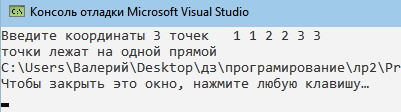 Консоль отладки Microsoft Visual Studio
Введите координаты 3 точек   1 1 2 2 3 3
точки лежат на одной прямой
C:\Users\Валерий\Desktop\дз\програмирование\лр2\Pr
Чтобы закрыть это окно, нажмите любую клавишу…